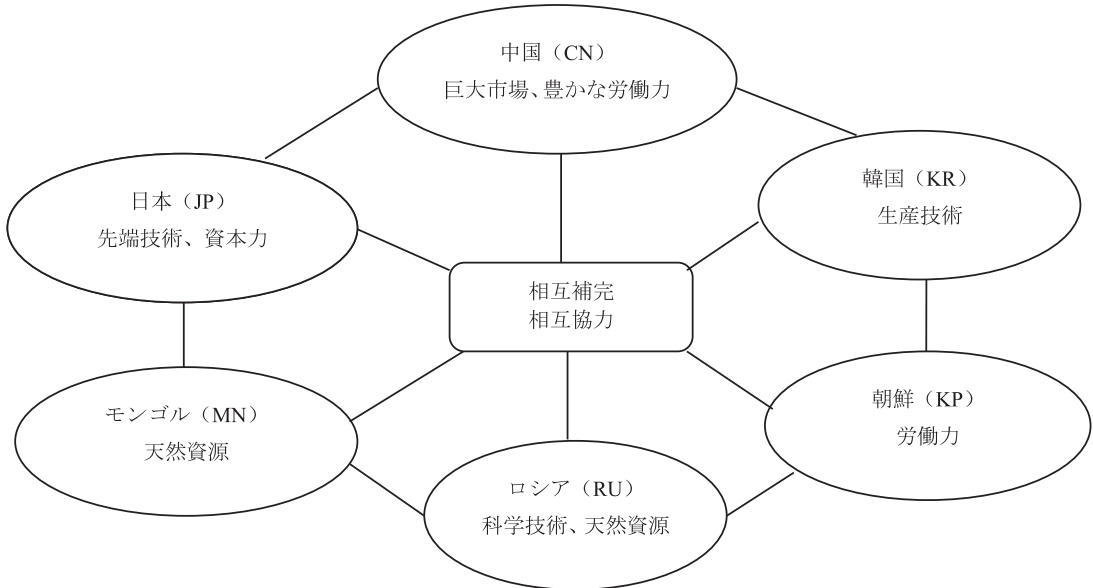 中国（CN）
巨大市場、豊かな労働力
日本（JP）
先端技術、資本力
韓国（KR）
生産技術
相互補完
相互協力
モンゴル（MN）
天然資源
朝鮮（KP）
労働力
ロシア（RU）
科学技術、天然資源